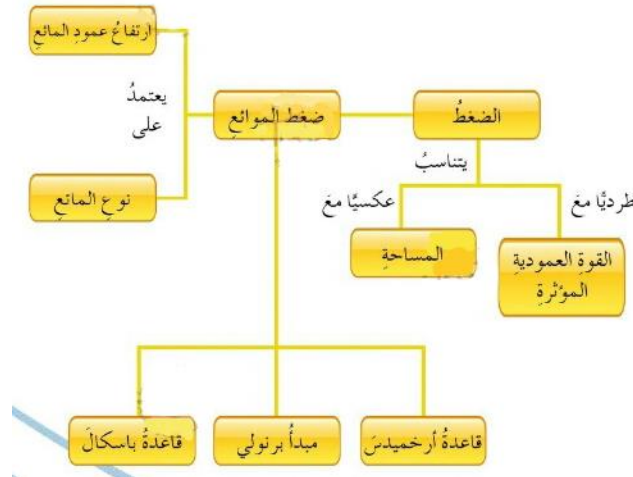 ارتفاعُ عمودِ المائعِ
يعتمدُ
على
ضغط الموائعِ
الضغطُ
نوعِ المائعِ
يتناسبُ
طرديًّا معَ
عكسيًّا معَ
المساحةِ
القوةِ العموديةِ
المؤثرةِ
قاعدةُ أرخميدسَ
مبدأُ برنولي
قاعدةُ باسكالَ